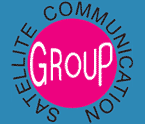 SATELLITE COMMUNICATION
GROUP